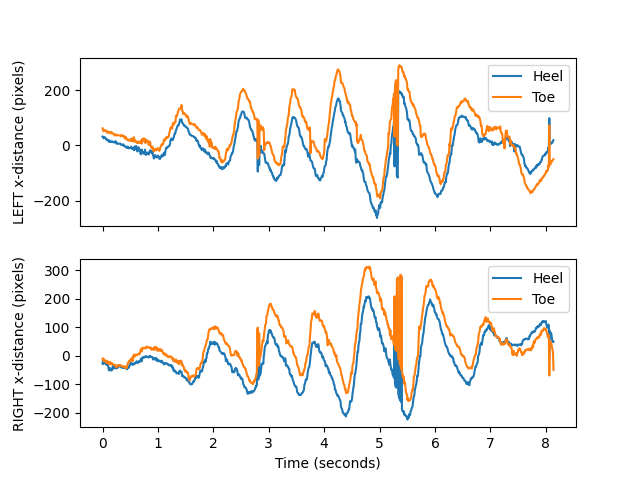 LEFT x-distance (pixels)
200
0
−200
Heel
Toe
RIGHT x-distance (pixels)
300
200
100
0
−100
−200
Heel
Toe
0 1 2 3 4 5 6 7 8
Time (seconds)